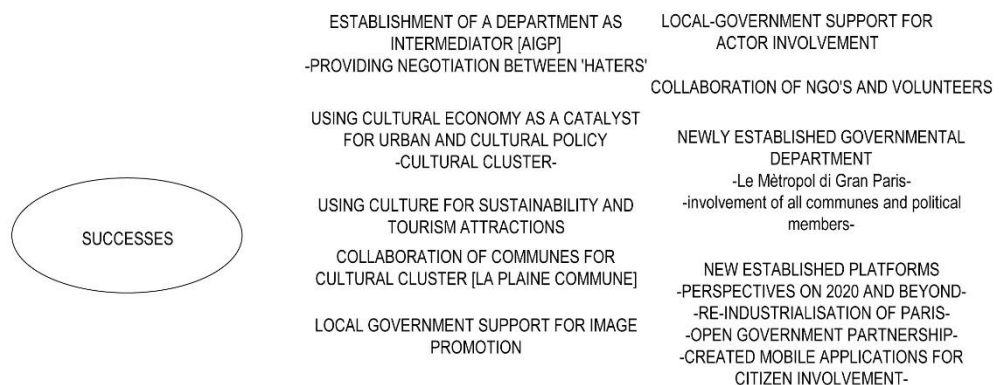 SUCCESSES
ESTABLISHMENT OF A DEPARTMENT AS
INTERMEDIATOR [AIGP]
-PROVIDING NEGOTIATION BETWEEN 'HATERS'
USING CULTURAL ECONOMY AS A CATALYST
FOR URBAN AND CULTURAL POLICY
-CULTURAL CLUSTER-
USING CULTURE FOR SUSTAINABILITY AND
TOURISM ATTRACTIONS
COLLABORATION OF COMMUNES FOR
CULTURAL CLUSTER [LA PLAINE COMMUNE]
LOCAL GOVERNMENT SUPPORT FOR IMAGE
PROMOTION
LOCAL-GOVERNMENT SUPPORT FOR
ACTOR INVOLVEMENT
COLLABORATION OF NGO'S AND VOLUNTEERS
NEWLY ESTABLISHED GOVERNMENTAL
DEPARTMENT
-Le Mètropol di Gran Paris-
-involvement of all communes and political
members-
NEW ESTABLISHED PLATFORMS
-PERSPECTIVES ON 2020 AND BEYOND-
-RE-INDUSTRIALISATION OF PARIS-
-OPEN GOVERNMENT PARTNERSHIP-
-CREATED MOBILE APPLICATIONS FOR
CITIZEN INVOLVEMENT-